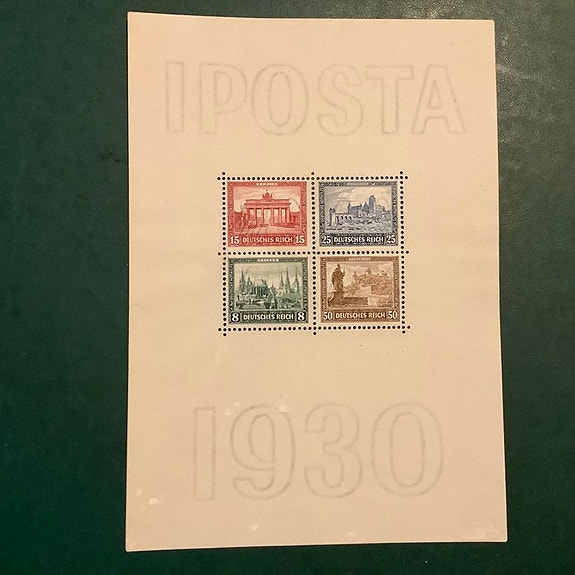 IPOSTA
15 DEUTSCHES REICH 15
25 DEUTSCHES REICH 25
8 DEUTSCHES REICH 8
50 DEUTSCHES REICH 50
1930